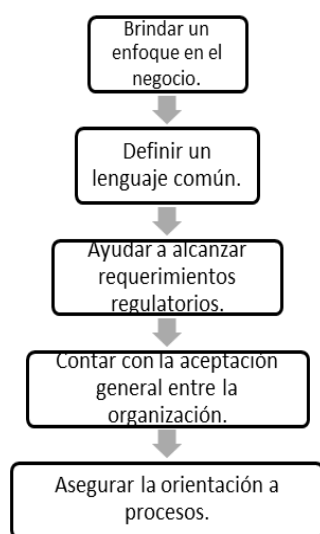 Brindar un
enfoque en el
negocio.
Definir un
lenguaje común.
Ayudar a alcanzar
requerimientos
regulatorios.
Contar con la aceptación
general entre la
organización.
Asegurar la orientación a
procesos.